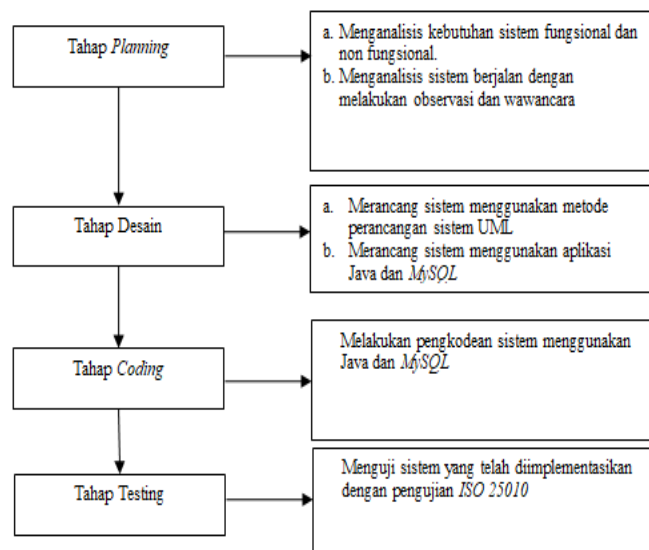 Tahap Planning
a. Menganalisis kebutuhan sistem fungsional dan
non fungsional.
b. Menganalisis sistem berjalan dengan
melakukan observasi dan wawancara
Tahap Desain
a. Merancang sistem menggunakan metode
perancangan sistem UML
b. Merancang sistem menggunakan aplikasi
Java dan MySQL
Tahap Coding
Melakukan pengkodean sistem menggunakan
Java dan MySQL
Tahap Testing
Menguji sistem yang telah diimplementasikan
dengan pengujian ISO 25010